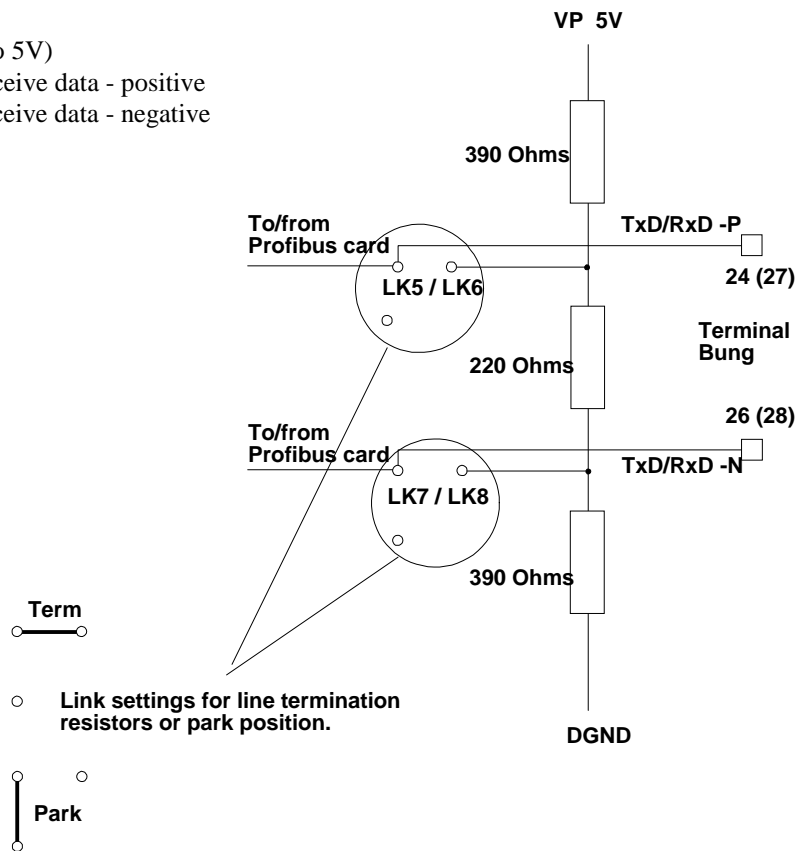 VP 5V
5V)
ceive data - positive
ceive data - negative
390 Ohms
To/from
Profibus card
TxD/RxD -P
LK5 / LK6
24 (27)
Terminal
Bung
220 Ohms
26 (28)
To/from
Profibus card
TxD/RxD -N
LK7 / LK8
390 Ohms
Term
Link settings for line termination
resistors or park position.
DGND
Park